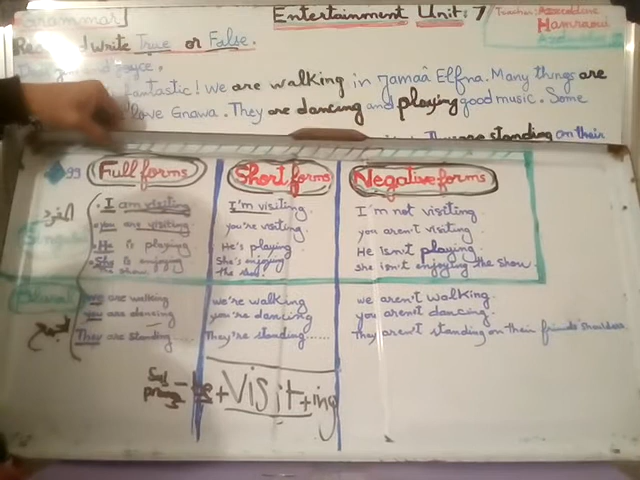 Grammar Entertainment Unit: 7 Teacher: Azzeddine
Hamraoui
Read and Write True or False.
and Joyce,
fantastic! We are walking in Jamaâ Elfna. Many things are
love Gnawa. They are dancing and playing good music. Some
They are standing on their
99 Full forms Short forms Negative forms
المفرد
Singular
. I am visiting I'm visiting. I'm not visiting
. you are visiting you're visiting. you aren't visiting
. He is playing He's playing He isn't playing
. She is enjoying the show. She's enjoying the show. she isn't enjoying the show.
Plural
الجمع
we are walking we're walking we aren't walking.
you are dancing you're dancing you aren't dancing.
They are standing..... They're standing...... They aren't standing on their friends' shoulders
- be + Visit + ing